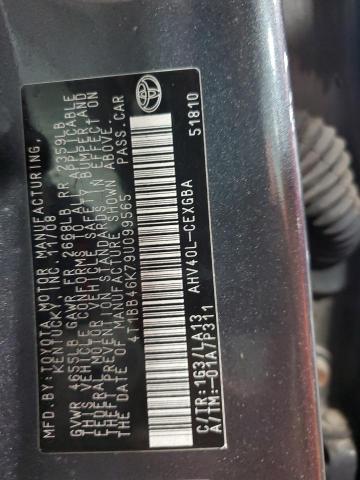 MFD. BY: TOYOTA MOTOR MANUFACTURING,
KENTUCKY, INC. 11/08
GVWR 4655LB GAWR FR 2680LB RR 2359LB
THIS VEHICLE CONFORMS TO ALL APPLICABLE
FEDERAL MOTOR VEHICLE SAFETY, BUMPER, AND
THEFT PREVENTION STANDARDS IN EFFECT ON
THE DATE OF MANUFACTURE SHOWN ABOVE.
4T1BB46K79U099565 PASS. CAR
AHV40L-CEXGBA 51810
C/TR: 1G3/LA13
A/TM: -01A/P311
TOYOTA